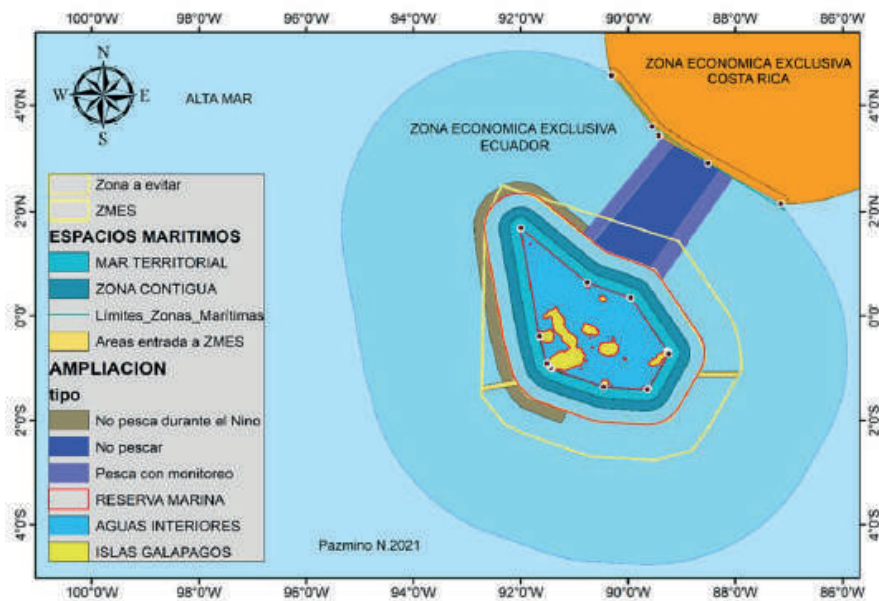 100°0'W 98°0'W 96°0'W 94°0'W 92°0'W 90°0'W 88°0'W 86°0'W
N
W E
S
ALTA MAR
ZONA ECONOMICA EXCLUSIVA
COSTA RICA
ZONA ECONOMICA EXCLUSIVA
ECUADOR
4°0'N
2°0'N
0°0'
2°0'S
4°0'S
4°0'N
2°0'N
0°0'
2°0'S
4°0'S
Zona a evitar
ZMES
ESPACIOS MARITIMOS
MAR TERRITORIAL
ZONA CONTIGUA
Límites_Zonas_Marítimas
Areas entrada a ZMES
AMPLIACION
tipo
No pesca durante el Nino
No pescar
Pesca con monitoreo
RESERVA MARINA
AGUAS INTERIORES
ISLAS GALAPAGOS
Pazmino N.2021
100°0'W 98°0'W 96°0'W 94°0'W 92°0'W 90°0'W 88°0'W 86°0'W